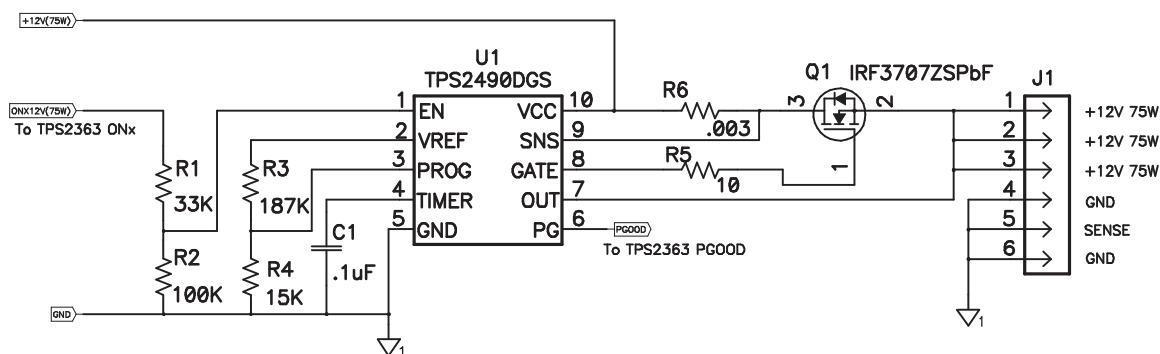 +12V(75W)
ONX12V(75W)
To TPS2363 ONx
R1
33K
R2
100K
GND
R3
187K
R4
15K
C1
.1uF
1
U1
TPS2490DGS
1 EN
2 VREF
3 PROG
4 TIMER
5 GND
VCC 10
SNS 9
GATE 8
OUT 7
PG 6
PGOOD
To TPS2363 PGOOD
R6
.003
R5
10
Q1 IRF3707ZSPbF
3
2
1
J1
1 +12V 75W
2 +12V 75W
3 +12V 75W
4 GND
5 SENSE
6 GND
1